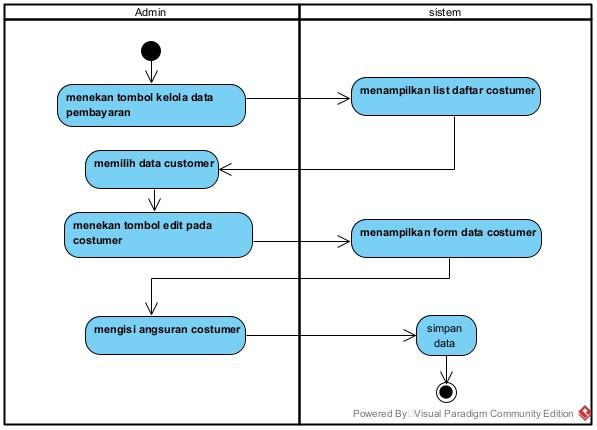 Admin
sistem
menekan tombol kelola data
pembayaran
menampilkan list daftar costumer
memilih data customer
menekan tombol edit pada
costumer
menampilkan form data costumer
mengisi angsuran costumer
simpan
data
Powered By Visual Paradigm Community Edition